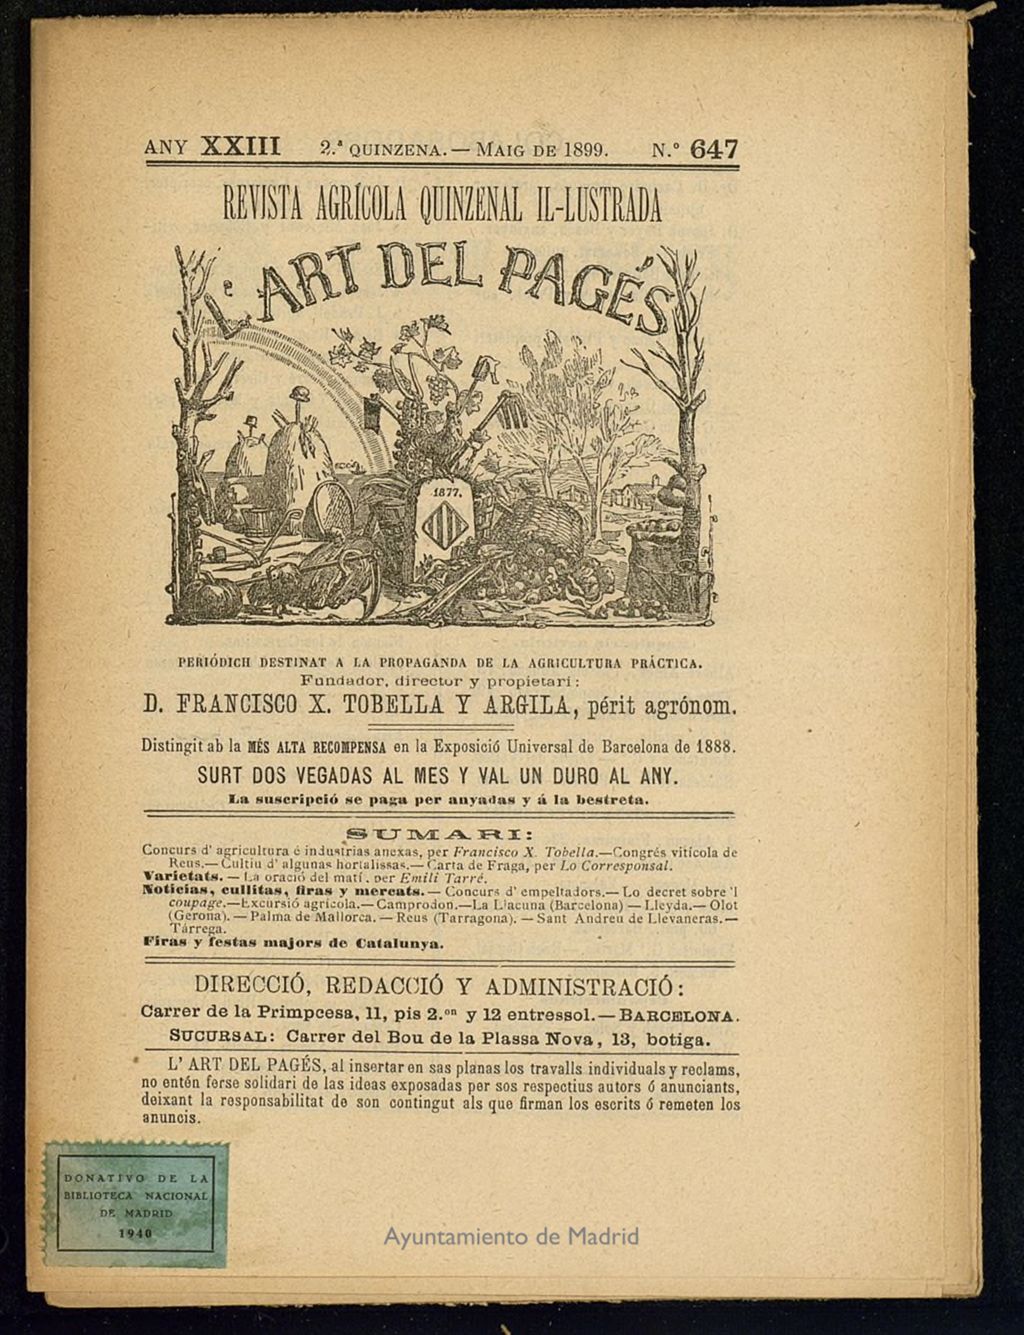 ANY XXIII 2.ª QUINZENA. — MAIG DE 1899. N.º 647
REVISTA AGRÍCOLA QUINZENAL IL-LUSTRADA
L' ART DEL PAGÉS
1877.
PERIÓDICH DESTINAT A LA PROPAGANDA DE LA AGRICULTURA PRÁCTICA.
Fundador, director y propietari:
D. FRANCISCO X. TOBELLA Y ARGILA, périt agrónom.
Distingit ab la MÉS ALTA RECOMPENSA en la Exposició Universal de Barcelona de 1888.
SURT DOS VEGADAS AL MES Y VAL UN DURO AL ANY.
La suscripció se paga per anyadas y á la bestreta.
SUMARI:
Concurs d' agricultura é industrias anexas, per Francisco X. Tobella.—Congrés vitícola de
Reus.—Cultiu d' algunas hortalissas.—Carta de Fraga, per Lo Corresponsal.
Varietats. — La oració del matí, per Emili Tarré.
Noticias, cullitas, firas y mercats. — Concurs d' empeltadors.— Lo decret sobre 'l
coupage.—Excursió agrícola.— Camprodon.—La Llacuna (Barcelona) — Lleyda.— Olot
(Gerona). — Palma de Mallorca. — Reus (Tarragona). — Sant Andreu de Llevaneras.—
Tárrega.
Firas y festas majors de Catalunya.
DIRECCIÓ, REDACCIÓ Y ADMINISTRACIÓ:
Carrer de la Primpcesa, 11, pis 2.on y 12 entressol.—BARCELONA.
SUCURSAL: Carrer del Bou de la Plassa Nova, 13, botiga.
L' ART DEL PAGÉS, al insertar en sas planas los travalls individuals y reclams,
no entén ferse solidari de las ideas exposadas per sos respectius autors ó anunciants,
deixant la responsabilitat de son contingut als que firman los escrits ó remeten los
anuncis.
DONATIVO DE LA
BIBLIOTECA NACIONAL
DE MADRID
1940
Ayuntamiento de Madrid